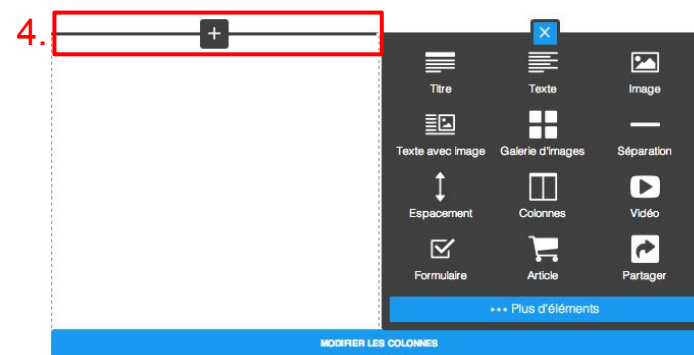 4.
Titre
Texte
Image
Texte avec image
Galerie d'images
Séparation
Espacement
Colonnes
Vidéo
Formulaire
Article
Partager
••• Plus d'éléments
MODIFIER LES COLONNES